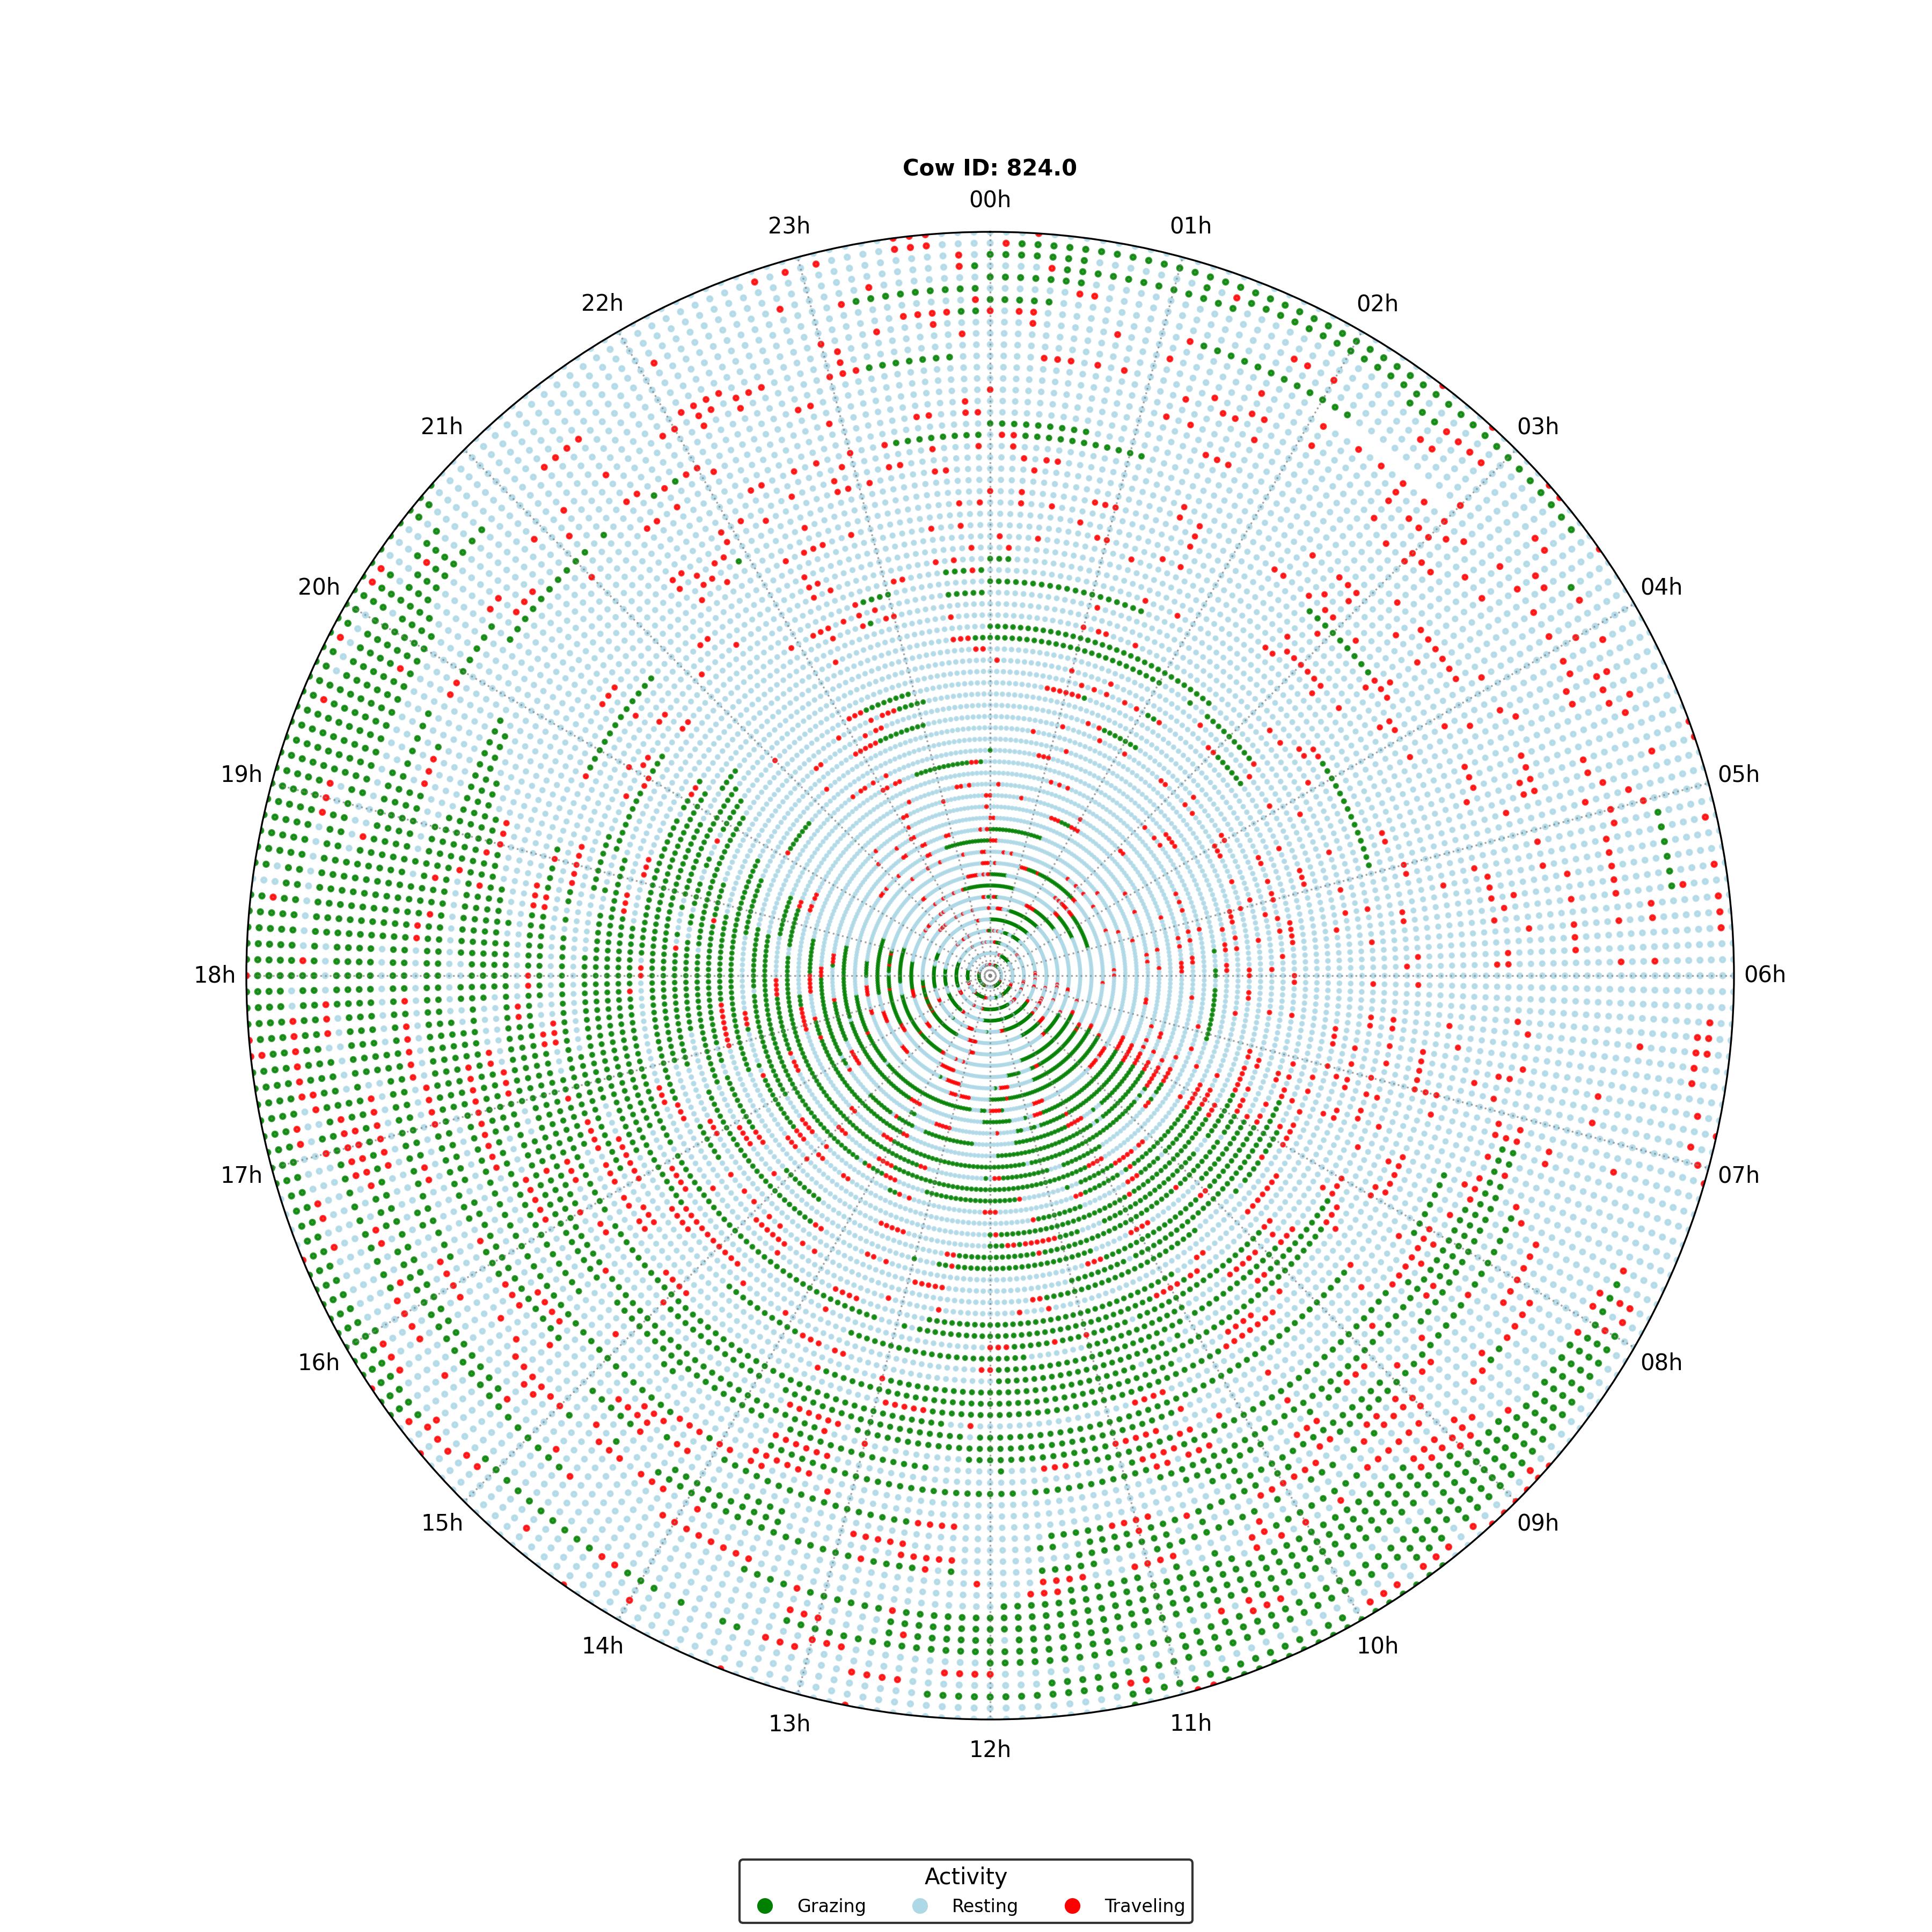 Cow ID: 824.0
00h
23h
01h
22h
02h
21h
03h
20h
04h
19h
05h
18h
06h
17h
07h
16h
08h
15h
09h
14h
10h
13h
11h
12h
Activity
Grazing Resting Traveling